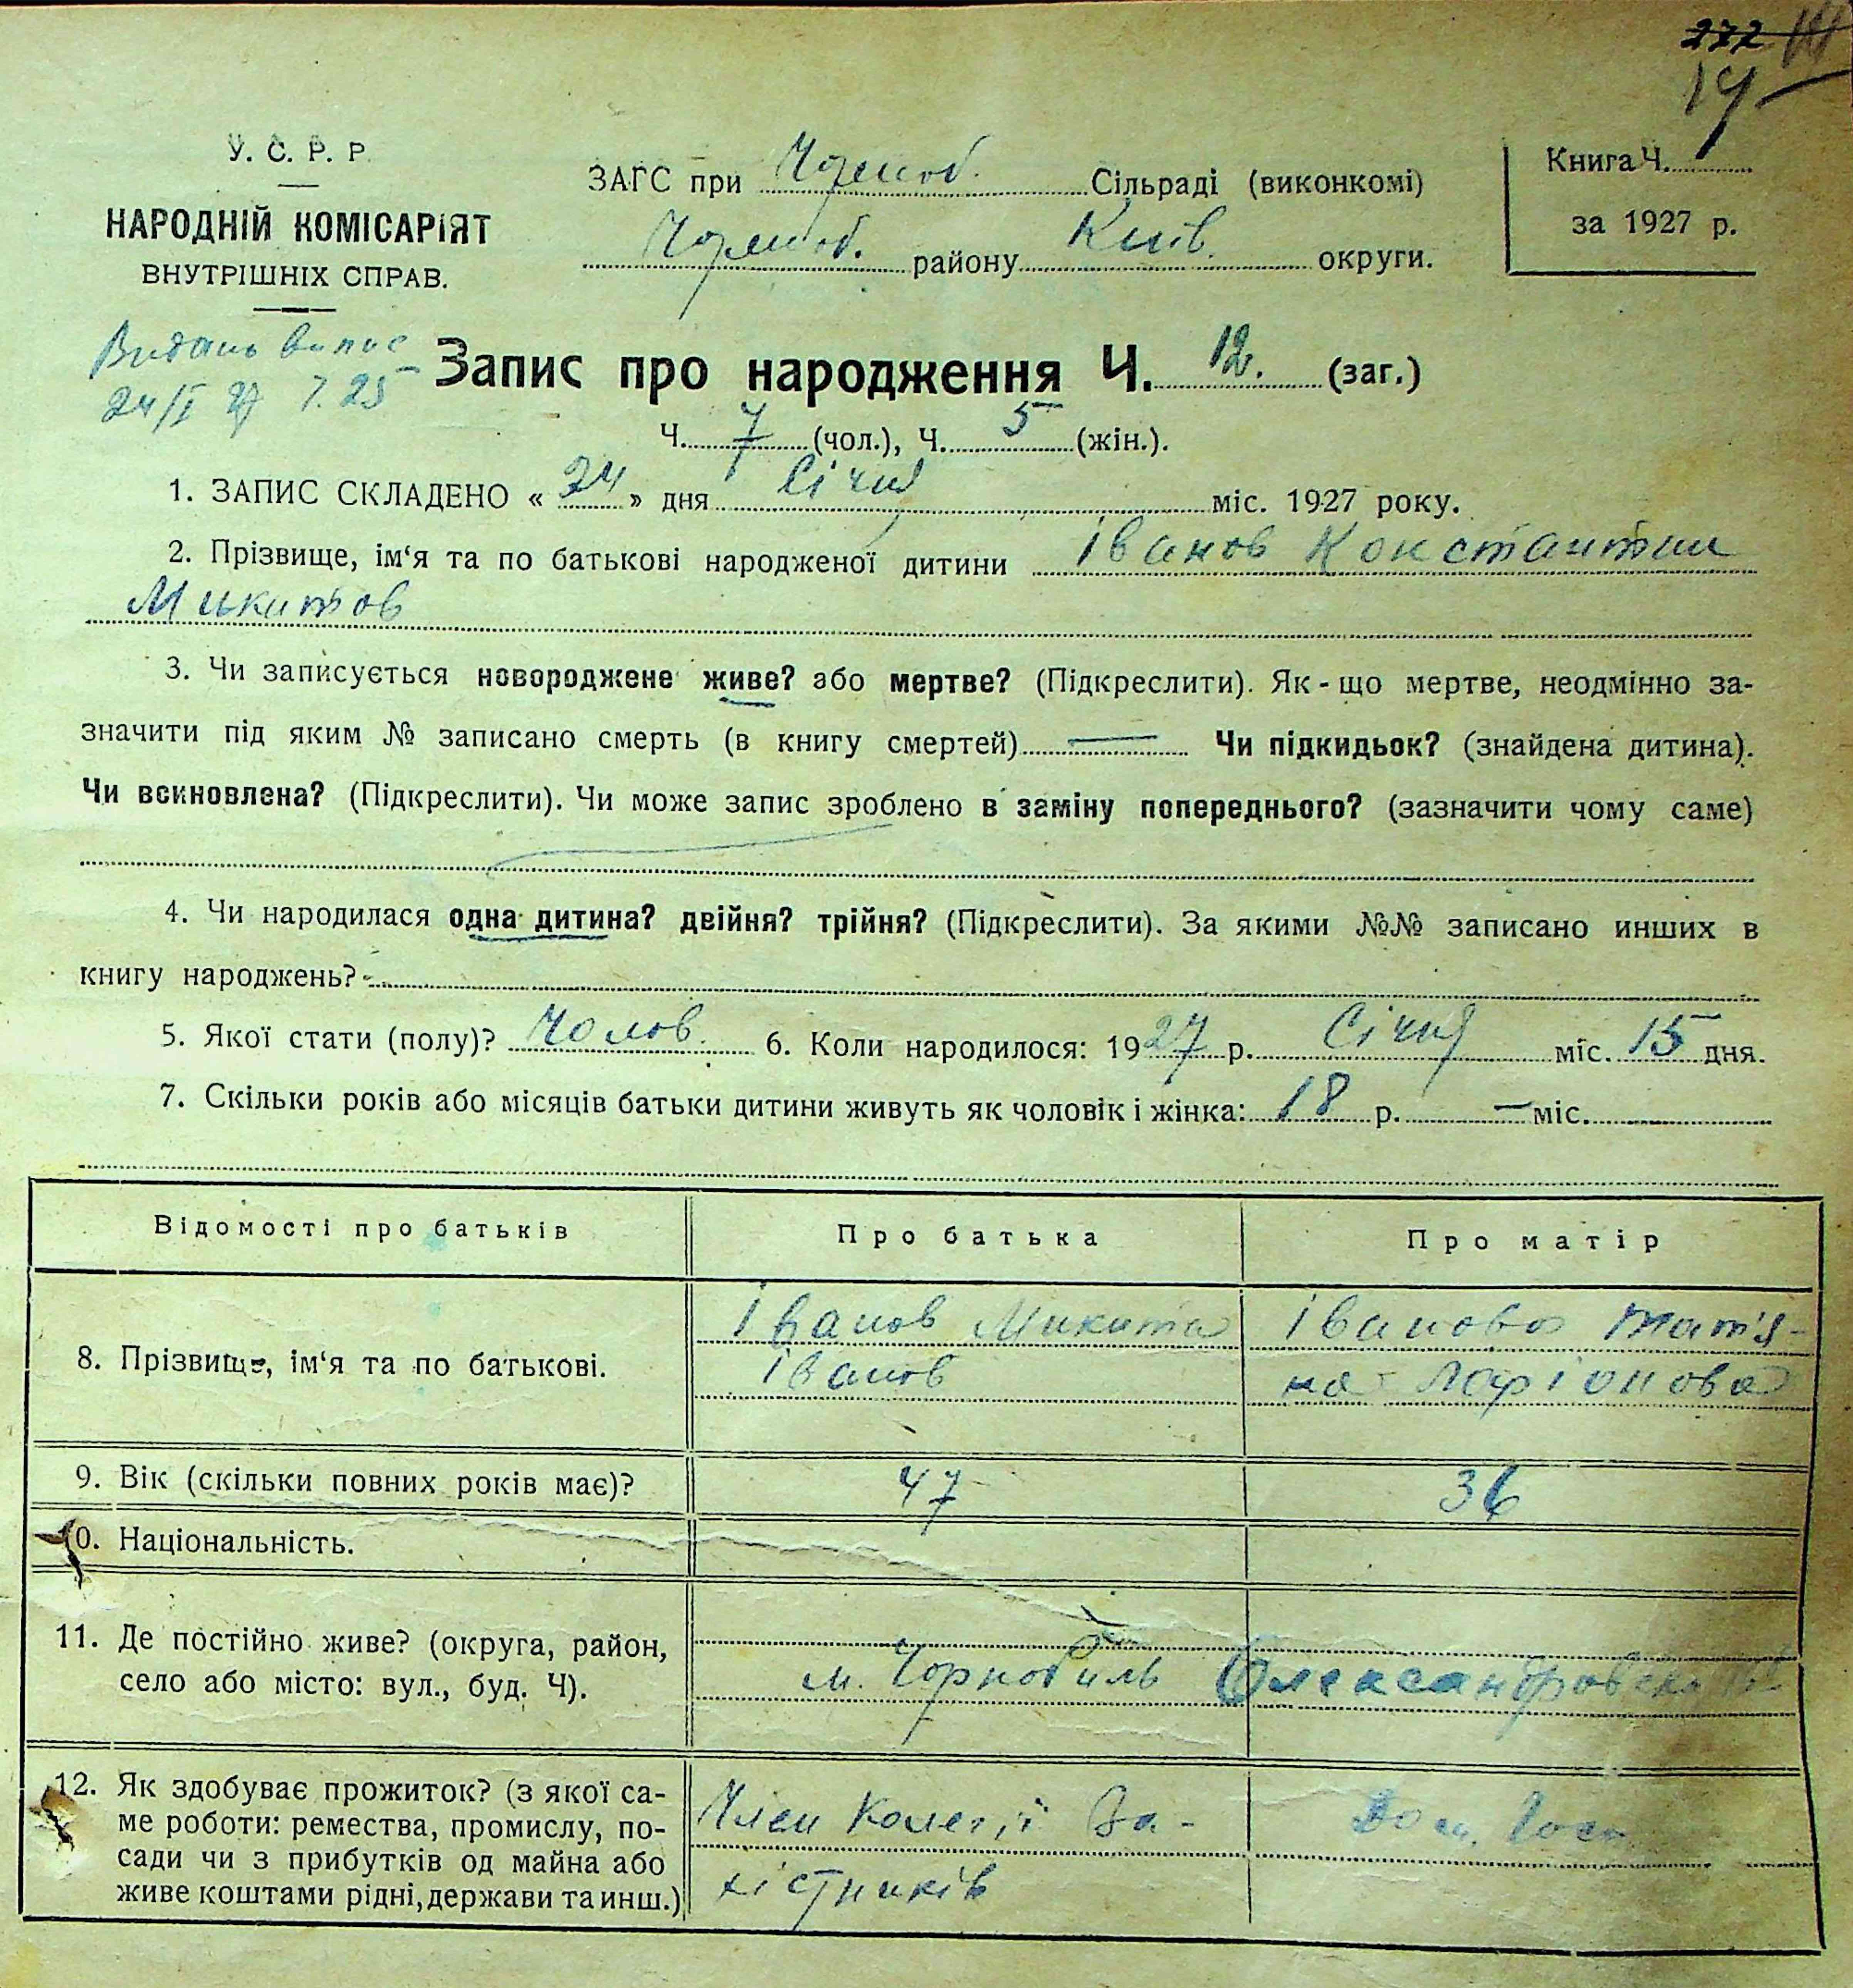 272
14
У. С. Р. Р
НАРОДНІЙ КОМІСАРІЯТ
ВНУТРІШНІХ СПРАВ.
ЗАГС при Чорноб. Сільраді (виконкомі)
Чорноб. району Київ. округи.
Книга Ч.
за 1927 р.
Видань випис
24/І 27 7.25
Запис про народження Ч. 12. (заг.)
Ч. 7 (чол.), Ч. 5 (жін.).
1. ЗАПИС СКЛАДЕНО « 24 » дня Січня міс. 1927 року.
2. Прізвище, ім‘я та по батькові народженої дитини Іванов Константин
Микитов
3. Чи записується новороджене живе? або мертве? (Підкреслити). Як-що мертве, неодмінно за-
значити під яким № записано смерть (в книгу смертей) — Чи підкидьок? (знайдена дитина).
Чи всиновлена? (Підкреслити). Чи може запис зроблено в заміну попереднього? (зазначити чому саме)
4. Чи народилася одна дитина? двійня? трійня? (Підкреслити). За якими №№ записано инших в
книгу народжень?
5. Якої стати (полу)? Чолов. 6. Коли народилося: 1927 р. Січня міс. 15 дня.
7. Скільки років або місяців батьки дитини живуть як чоловік і жінка: 18 р. — міс.
Відомості про батьків Про батька Про матір
8. Прізвище, ім‘я та по батькові.
Іванов Микита
Іванов
Іванова Тат'я-
на Ларіонова
9. Вік (скільки повних років має)? 47 36
10. Національність.
11. Де постійно живе? (округа, район,
село або місто: вул., буд. Ч).
м. Чорнобиль Олександровська
12. Як здобуває прожиток? (з якої са-
ме роботи: ремества, промислу, по-
сади чи з прибутків од майна або
живе коштами рідні, держави та инш.)
Член Колегії За-
хістників
Дом. Госп.